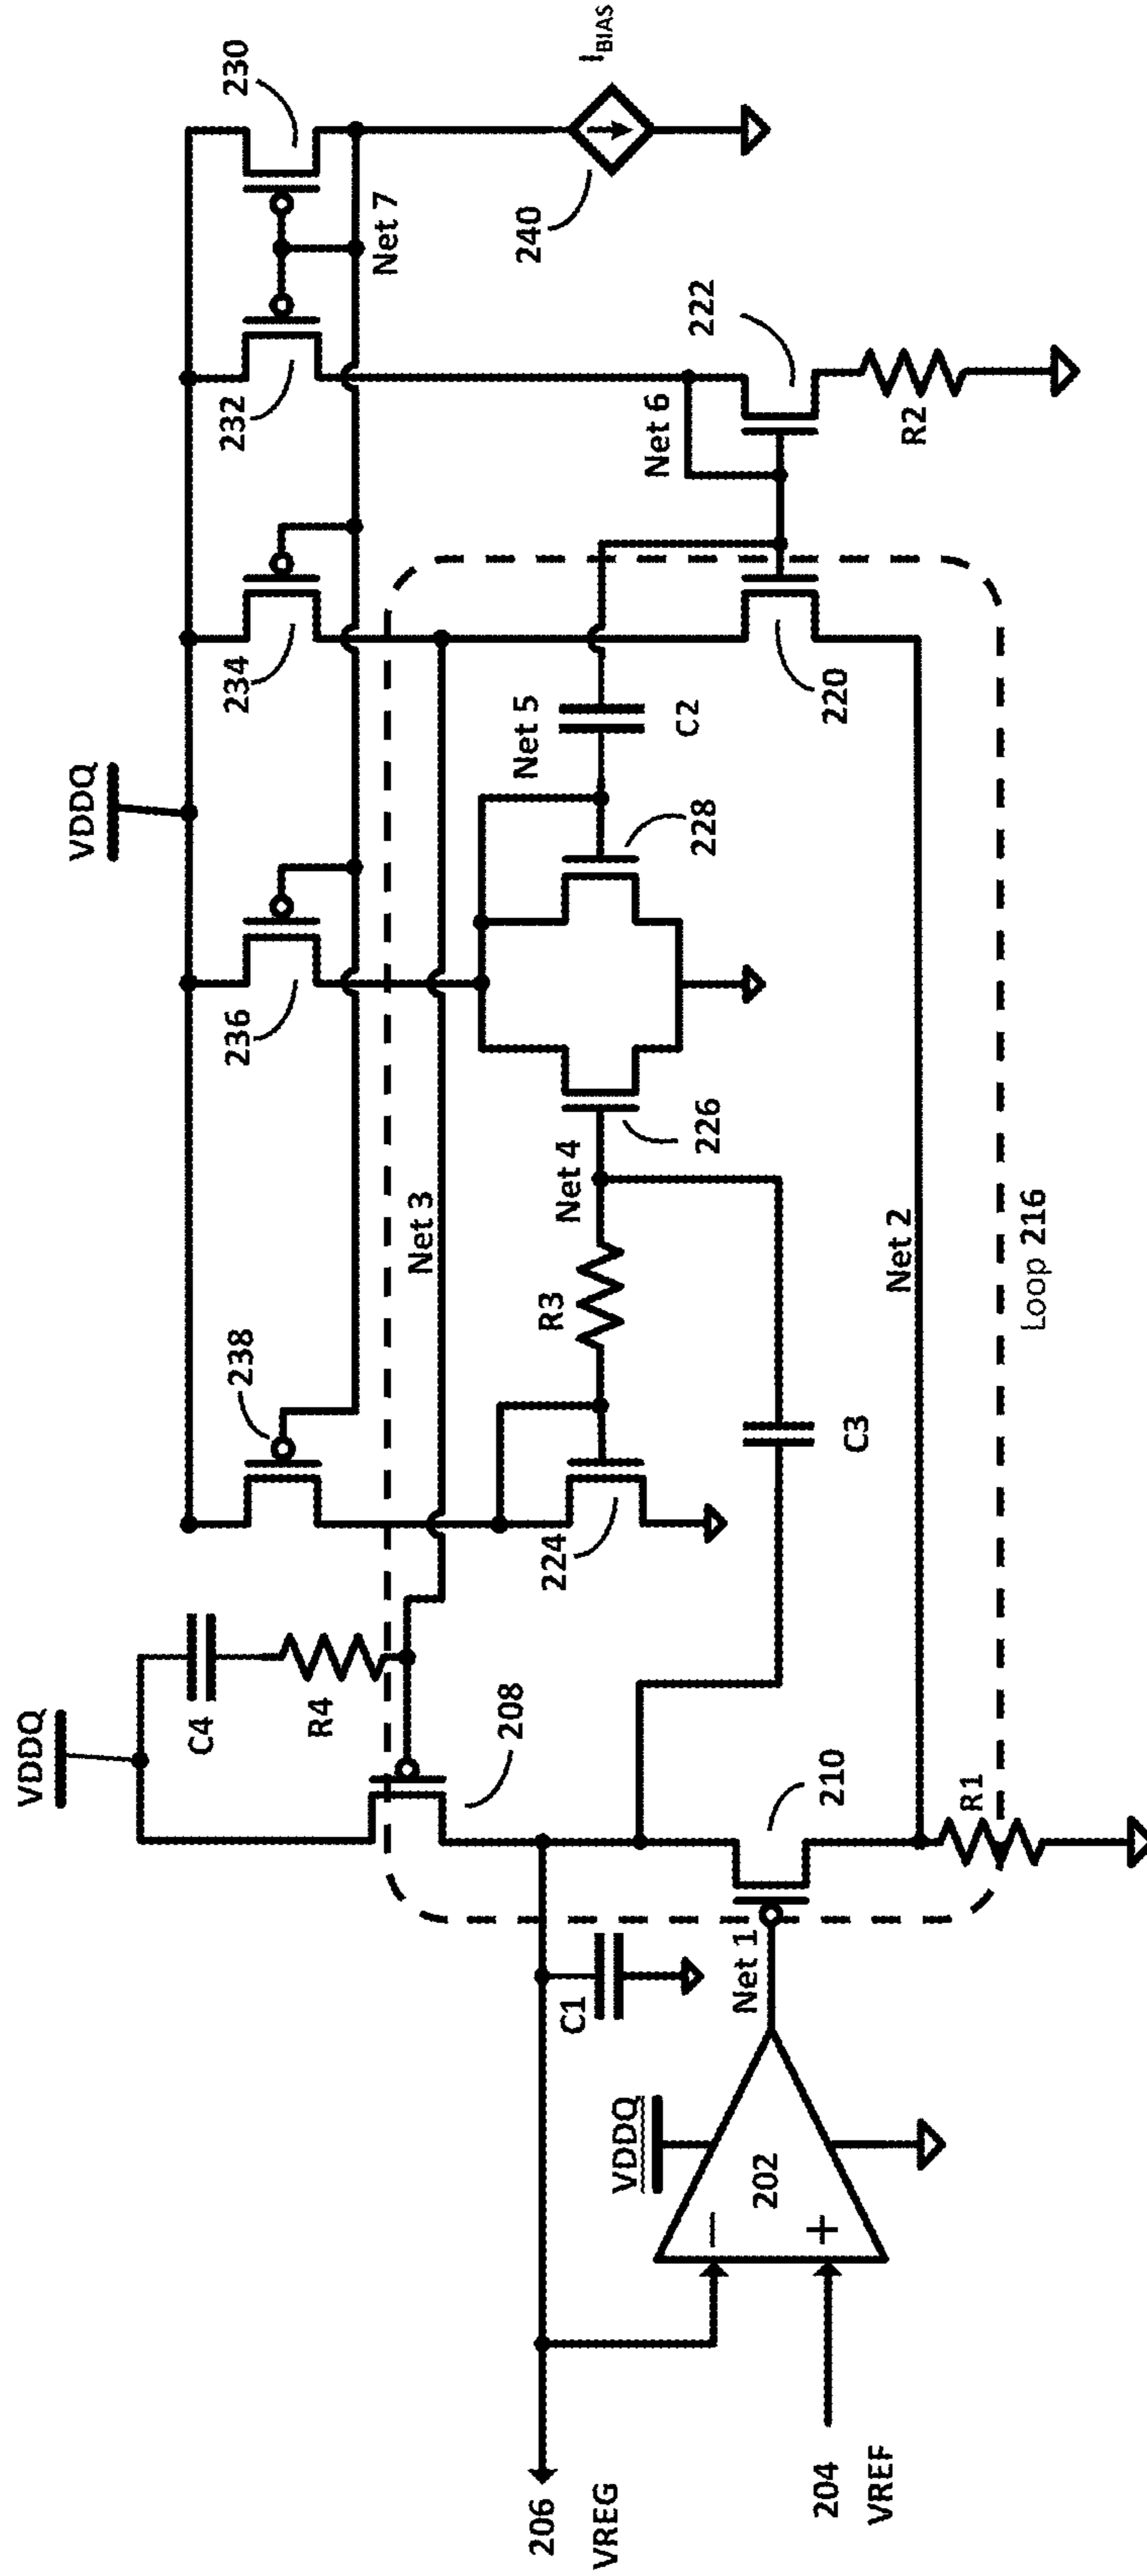 VDDQ
VDDQ
C4
R4
238
236
234
232
230
Net 3
Net 7
208
224
R3
Net 4
226
228
Net 5
C2
Net 6
222
240
IBIAS
206
VREG
C1
VDDQ
202
−
+
204
VREF
Net 1
210
R1
C3
Net 2
220
R2
Loop 216